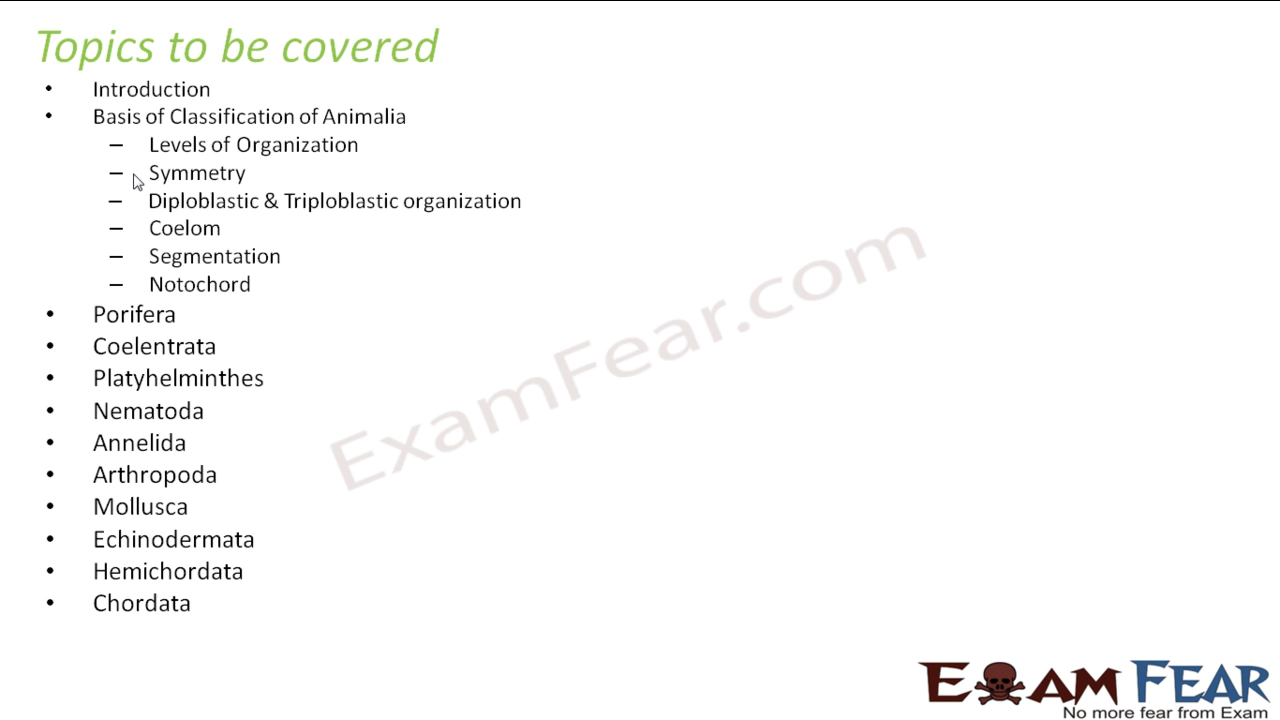 Topics to be covered
• Introduction
• Basis of Classification of Animalia
– Levels of Organization
– Symmetry
– Diploblastic & Triploblastic organization
– Coelom
– Segmentation
– Notochord
• Porifera
• Coelentrata
• Platyhelminthes
• Nematoda
• Annelida
• Arthropoda
• Mollusca
• Echinodermata
• Hemichordata
• Chordata
ExamFear.com
EXAM FEAR
No more fear from Exam